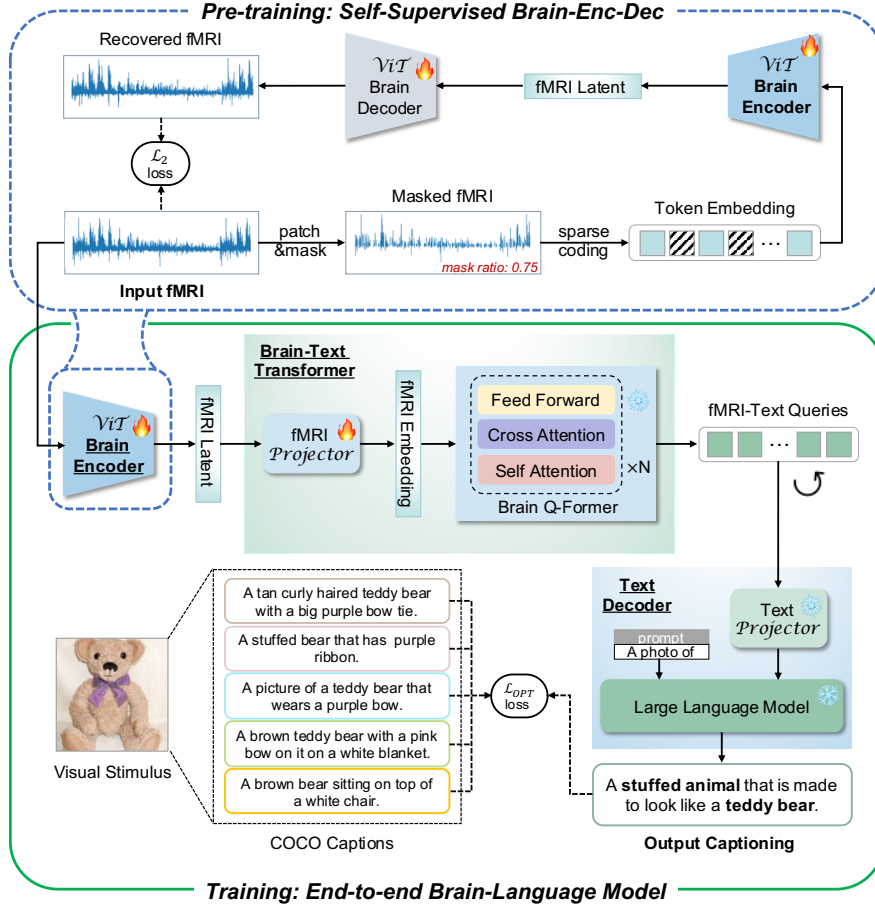 Pre-training: Self-Supervised Brain-Enc-Dec
Recovered fMRI
ViT
Brain
Decoder
fMRI Latent
ViT
Brain
Encoder
L2
loss
Masked fMRI
Token Embedding
patch
&mask
sparse
coding
...
mask ratio: 0.75
Input fMRI
Brain-Text
Transformer
ViT
Brain
Encoder
fMRI Latent
fMRI
Projector
fMRI Embedding
Feed Forward
Cross Attention
Self Attention
×N
Brain Q-Former
fMRI-Text Queries
...
Text
Decoder
Text
Projector
prompt
A photo of
Large Language Model
A tan curly haired teddy bear
with a big purple bow tie.
A stuffed bear that has purple
ribbon.
A picture of a teddy bear that
wears a purple bow.
A brown teddy bear with a pink
bow on it on a white blanket.
A brown bear sitting on top of
a white chair.
LOPT
loss
Visual Stimulus
COCO Captions
A stuffed animal that is made
to look like a teddy bear.
Output Captioning
Training: End-to-end Brain-Language Model